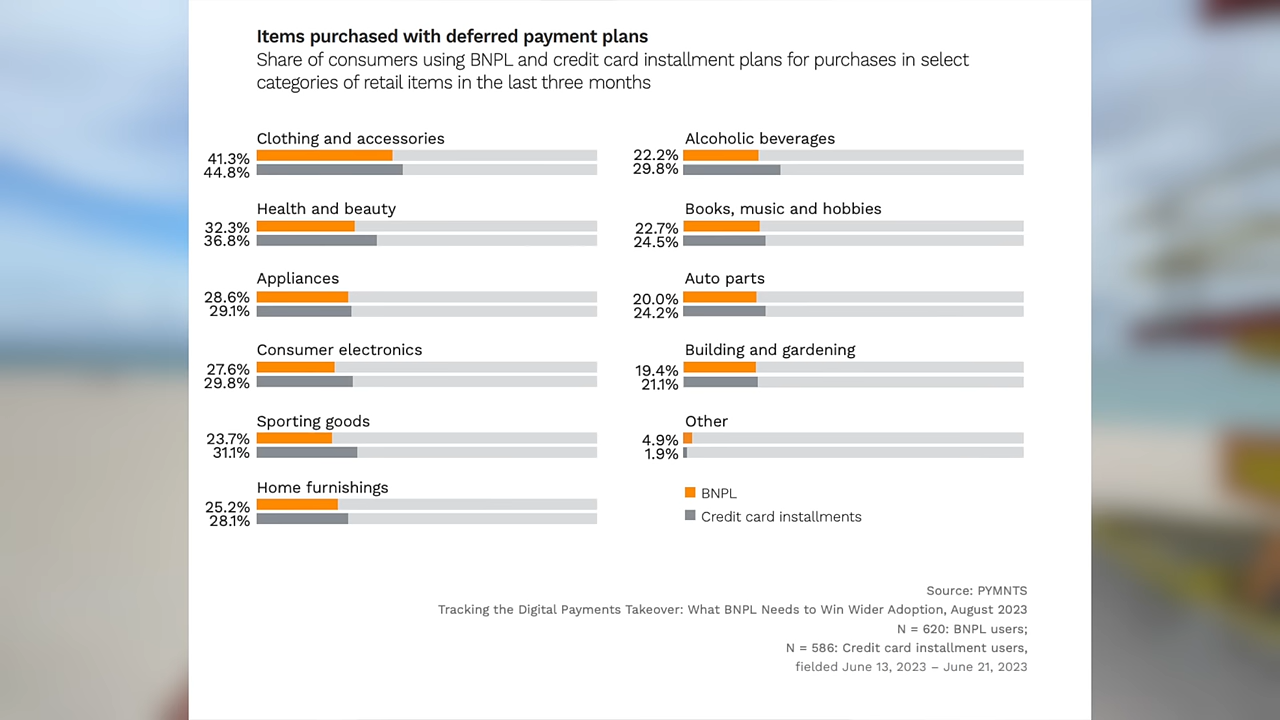 Items purchased with deferred payment plans
Share of consumers using BNPL and credit card installment plans for purchases in select
categories of retail items in the last three months
Clothing and accessories
41.3%
44.8%
Health and beauty
32.3%
36.8%
Appliances
28.6%
29.1%
Consumer electronics
27.6%
29.8%
Sporting goods
23.7%
31.1%
Home furnishings
25.2%
28.1%
Alcoholic beverages
22.2%
29.8%
Books, music and hobbies
22.7%
24.5%
Auto parts
20.0%
24.2%
Building and gardening
19.4%
21.1%
Other
4.9%
1.9%
BNPL
Credit card installments
Source: PYMNTS
Tracking the Digital Payments Takeover: What BNPL Needs to Win Wider Adoption, August 2023
N = 620: BNPL users;
N = 586: Credit card installment users,
fielded June 13, 2023 – June 21, 2023